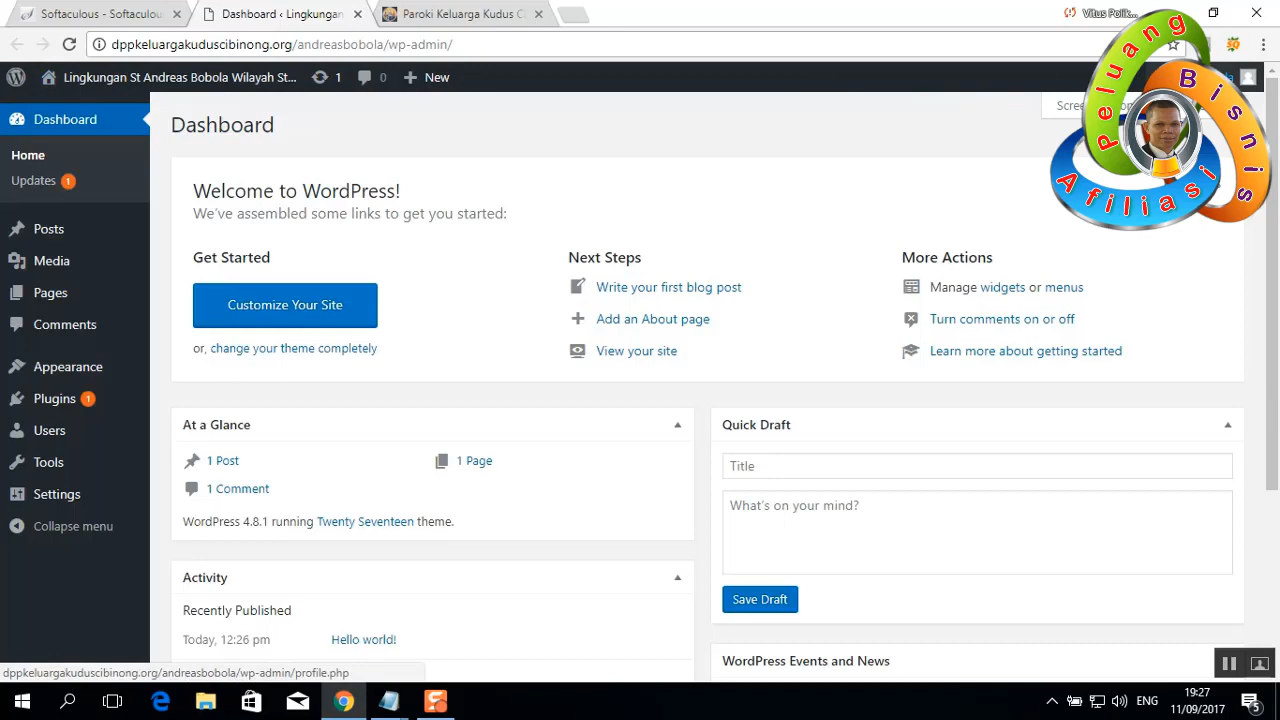 Softaculous - Softaculou
Dashboard ‹ Lingkungan
Paroki Keluarga Kudus C
Vitus Polik...
dppkeluargakuduscibinong.org/andreasbobola/wp-admin/
Lingkungan St Andreas Bobola Wilayah St...
1
0
New
Peluang
Bisnis
Afiliasi
Dashboard
Home
Updates 1
Posts
Media
Pages
Comments
Appearance
Plugins 1
Users
Tools
Settings
Collapse menu
Dashboard
Welcome to WordPress!
We've assembled some links to get you started:
Get Started
Customize Your Site
or, change your theme completely
Next Steps
Write your first blog post
Add an About page
View your site
More Actions
Manage widgets or menus
Turn comments on or off
Learn more about getting started
At a Glance
1 Post
1 Page
1 Comment
WordPress 4.8.1 running Twenty Seventeen theme.
Activity
Recently Published
Today, 12:26 pm
Hello world!
Quick Draft
Title
What's on your mind?
Save Draft
WordPress Events and News
dppkeluargakuduscibinong.org/andreasbobola/wp-admin/profile.php
ENG
19:27
11/09/2017
5